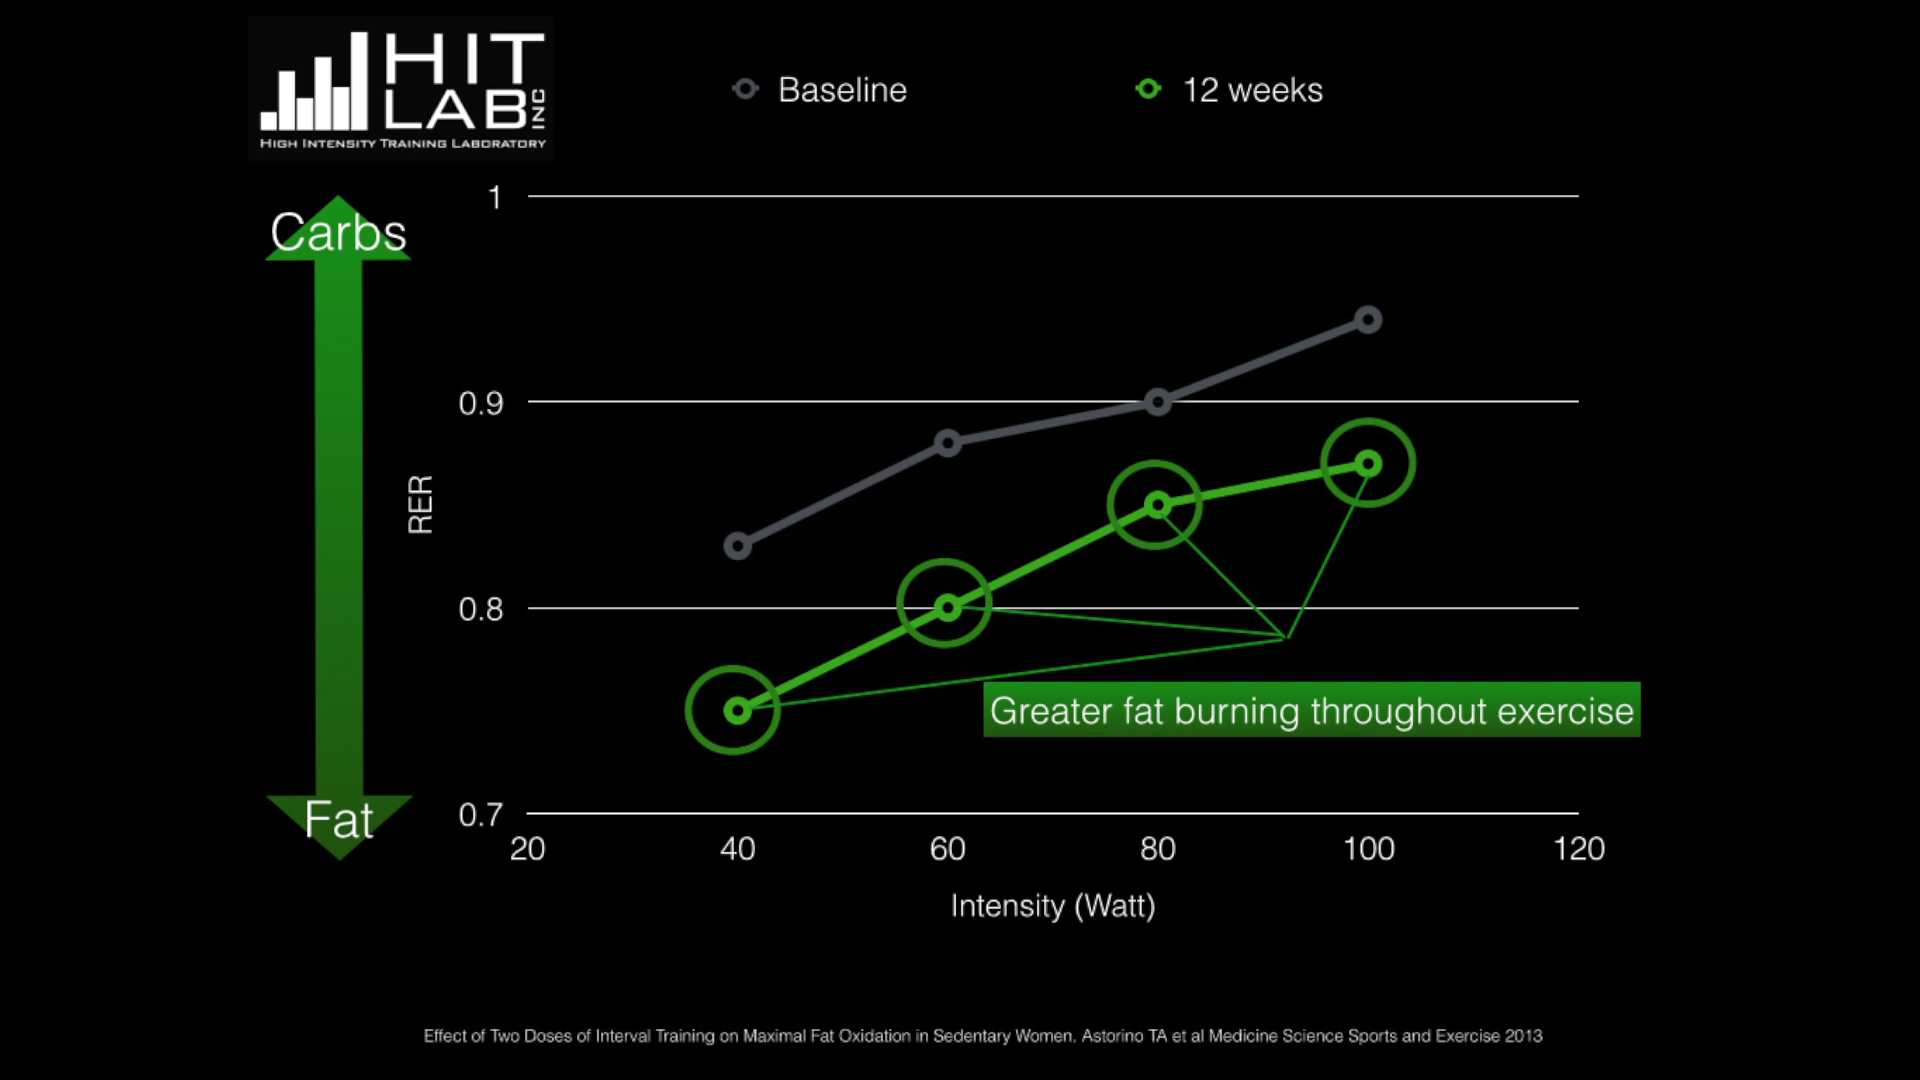 HIT
LAB INC
HIGH INTENSITY TRAINING LABORATORY
Baseline
12 weeks
Carbs
Fat
RER
1
0.9
0.8
0.7
20 40 60 80 100 120
Intensity (Watt)
Greater fat burning throughout exercise
Effect of Two Doses of Interval Training on Maximal Fat Oxidation in Sedentary Women. Astorino TA et al Medicine Science Sports and Exercise 2013